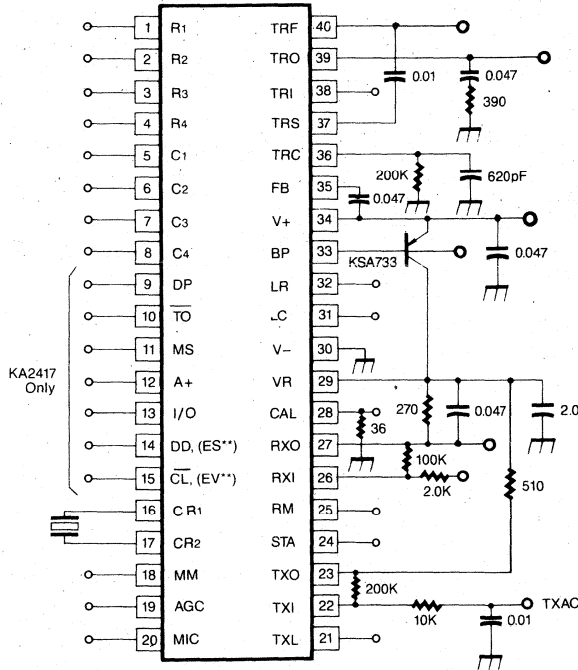 1 R1 TRF 40
2 R2 TRO 39
0.01 0.047
3 R3 TRI 38
390
4 R4 TRS 37
5 C1 TRC 36
200K 620pF
6 C2 FB 35
0.047
7 C3 V+ 34
8 C4 BP 33
KSA733 0.047
9 DP LR 32
10 TO LC 31
11 MS V- 30
KA2417
Only
12 A+ VR 29
13 I/O CAL 28
270 0.047 2.0
36
14 DD, (ES**) RXO 27
100K
15 CL, (EV**) RXI 26
2.0K 510
16 CR1 RM 25
17 CR2 STA 24
18 MM TXO 23
200K
19 AGC TXI 22
10K 0.01 TXAC
20 MIC TXL 21